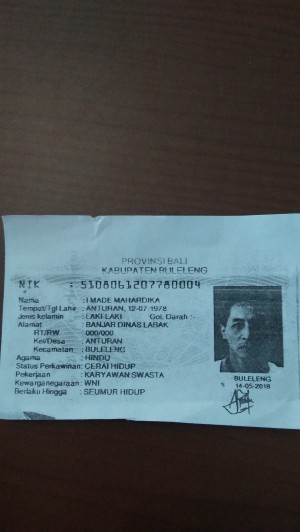 PROVINSI BALI
KABUPATEN BULELENG
NIK : 5108061207780004
Nama : I MADE MAHARDIKA
Tempat/Tgl Lahir : ANTURAN, 12-07-1978
Jenis kelamin : LAKI-LAKI Gol. Darah :-
Alamat : BANJAR DINAS LABAK
RT/RW : 000/000
Kel/Desa : ANTURAN
Kecamatan : BULELENG
Agama : HINDU
Status Perkawinan: CERAI HIDUP
Pekerjaan : KARYAWAN SWASTA
Kewarganegaraan: WNI
Berlaku Hingga : SEUMUR HIDUP
BULELENG
14-05-2018